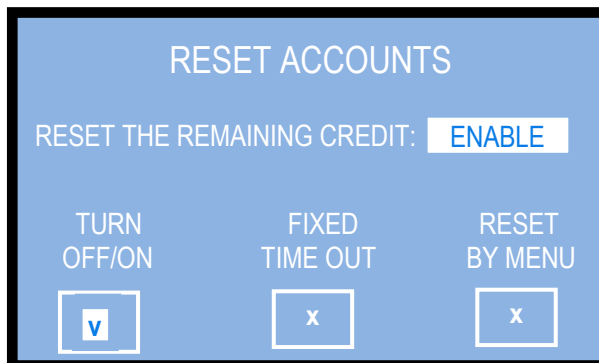 RESET ACCOUNTS
RESET THE REMAINING CREDIT: ENABLE
TURN OFF/ON
FIXED TIME OUT
RESET BY MENU
v x x